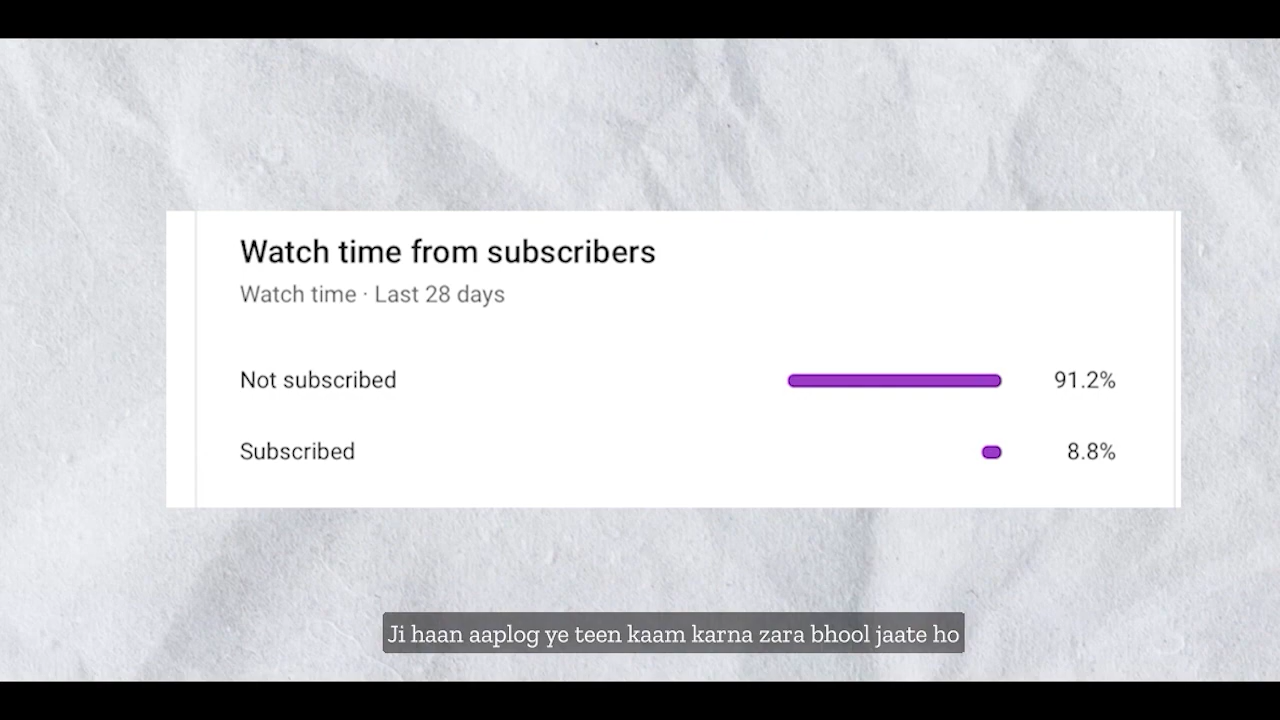 Watch time from subscribers
Watch time · Last 28 days
Not subscribed 91.2%
Subscribed 8.8%
Ji haan aaplog ye teen kaam karna zara bhool jaate ho